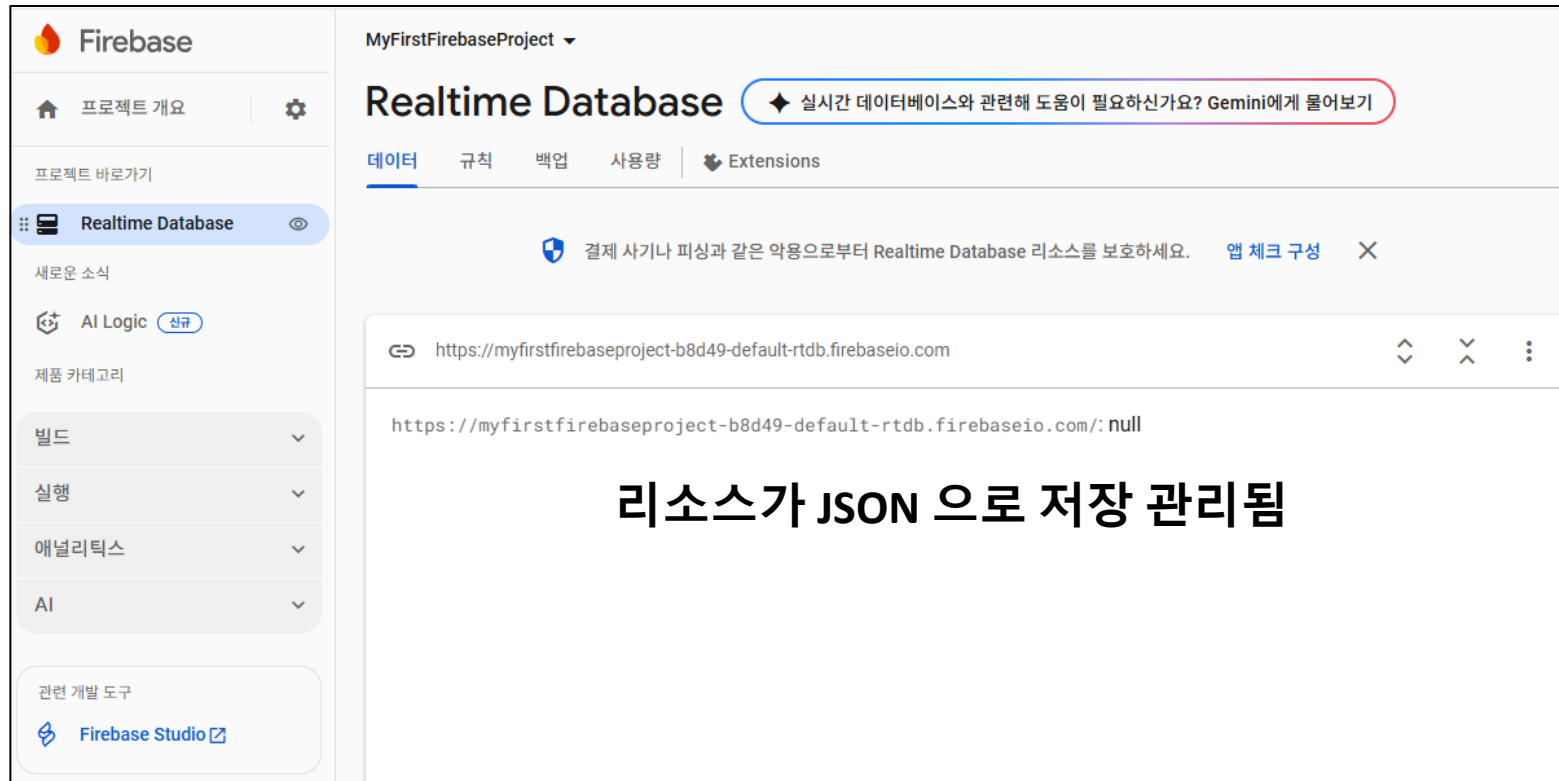 Firebase
프로젝트 개요
프로젝트 바로가기
Realtime Database
새로운 소식
AI Logic 신규
제품 카테고리
빌드
실행
애널리틱스
AI
관련 개발 도구
Firebase Studio
MyFirstFirebaseProject
Realtime Database
실시간 데이터베이스와 관련해 도움이 필요하신가요? Gemini에게 물어보기
데이터 규칙 백업 사용량 Extensions
결제 사기나 피싱과 같은 악용으로부터 Realtime Database 리소스를 보호하세요. 앱 체크 구성
https://myfirstfirebaseproject-b8d49-default-rtdb.firebaseio.com
https://myfirstfirebaseproject-b8d49-default-rtdb.firebaseio.com/: null
리소스가 JSON 으로 저장 관리됨